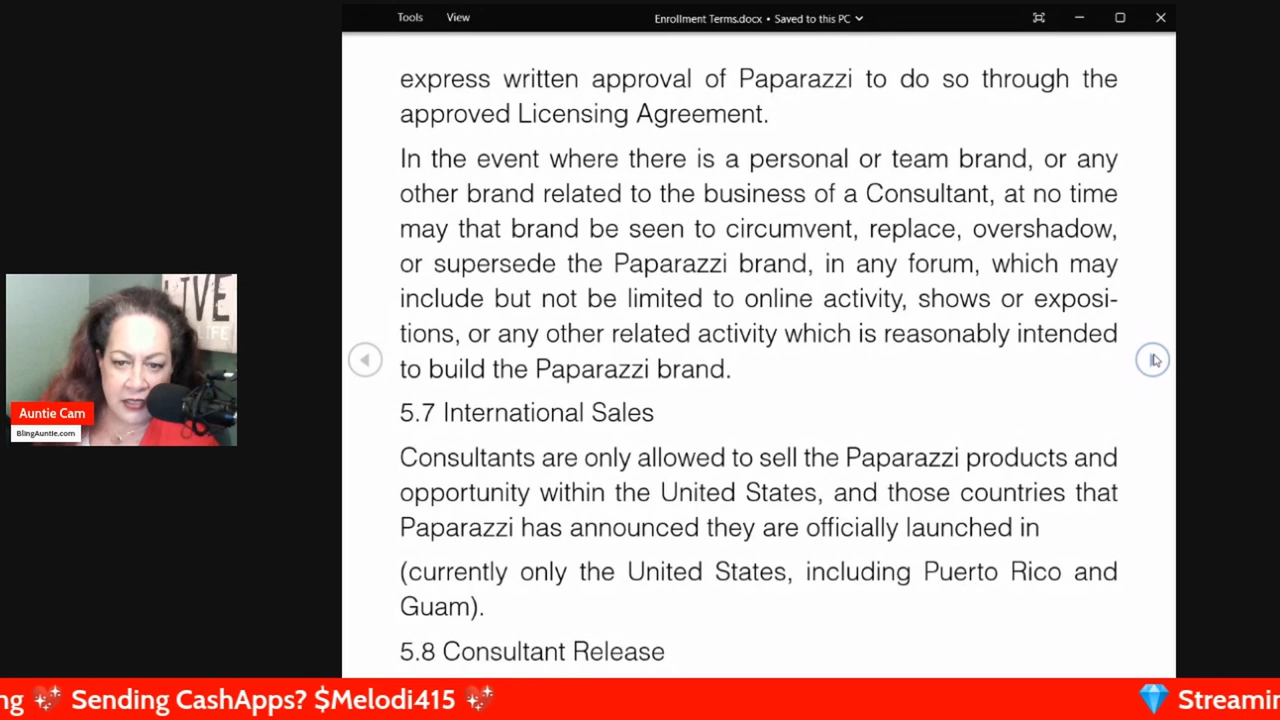 Tools View Enrollment Terms.docx • Saved to this PC
express written approval of Paparazzi to do so through the
approved Licensing Agreement.
In the event where there is a personal or team brand, or any
other brand related to the business of a Consultant, at no time
may that brand be seen to circumvent, replace, overshadow,
or supersede the Paparazzi brand, in any forum, which may
include but not be limited to online activity, shows or exposi-
tions, or any other related activity which is reasonably intended
to build the Paparazzi brand.
5.7 International Sales
Consultants are only allowed to sell the Paparazzi products and
opportunity within the United States, and those countries that
Paparazzi has announced they are officially launched in
(currently only the United States, including Puerto Rico and
Guam).
5.8 Consultant Release
LIFE
Auntie Cam
BlingAuntie.com
ng 💖 Sending CashApps? $Melodi415 💖 💎 Streamin